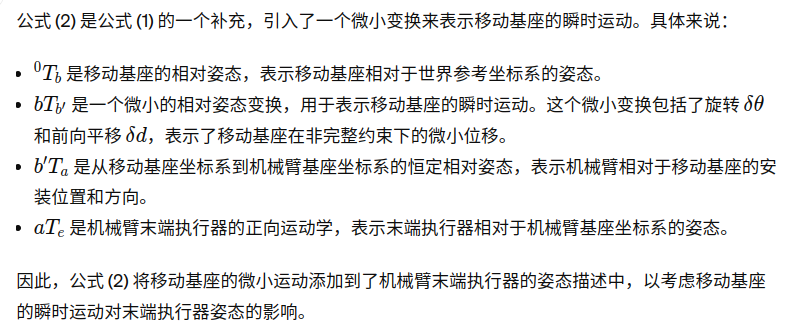 公式 (2) 是公式 (1) 的一个补充，引入了一个微小变换来表示移动基座的瞬时运动。具体来说：
• ⁰T_b 是移动基座的相对姿态，表示移动基座相对于世界参考坐标系的姿态。
• bT_{b′} 是一个微小的相对姿态变换，用于表示移动基座的瞬时运动。这个微小变换包括了旋转 δθ
和前向平移 δd，表示了移动基座在非完整约束下的微小位移。
• b′T_a 是从移动基座坐标系到机械臂基座坐标系的恒定相对姿态，表示机械臂相对于移动基座的安
装位置和方向。
• aT_e 是机械臂末端执行器的正向运动学，表示末端执行器相对于机械臂基座坐标系的姿态。
因此，公式 (2) 将移动基座的微小运动添加到了机械臂末端执行器的姿态描述中，以考虑移动基座
的瞬时运动对末端执行器姿态的影响。